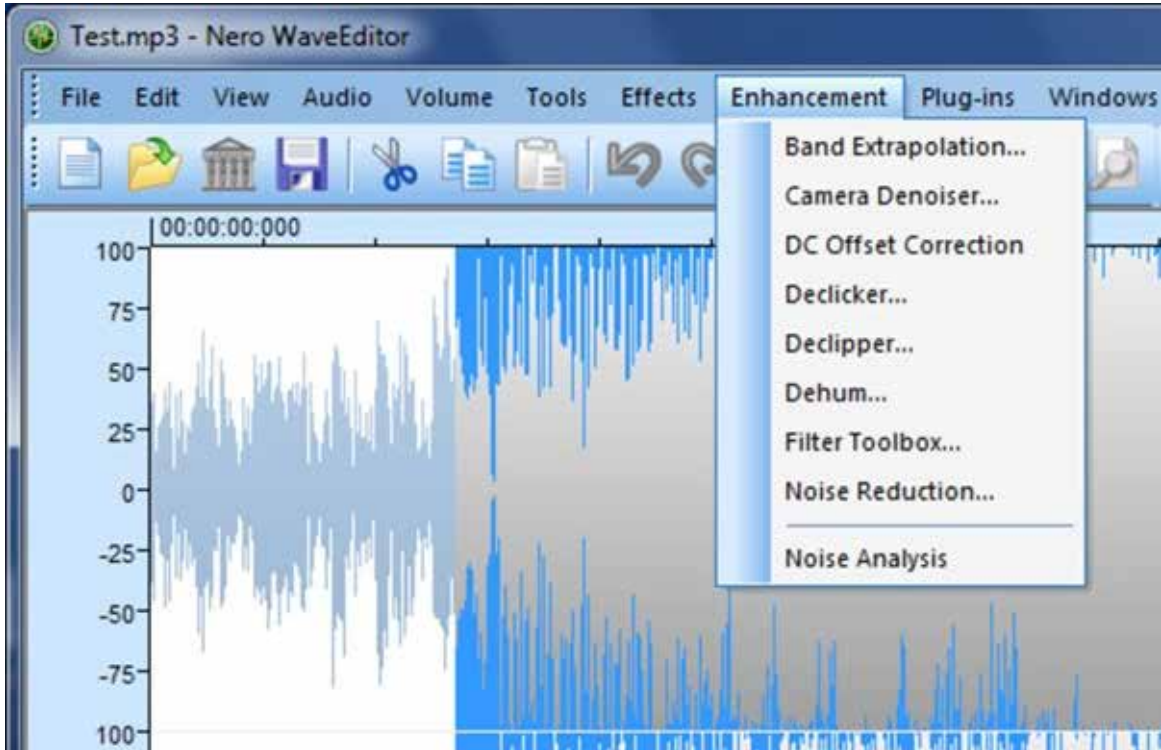 Test.mp3 - Nero WaveEditor
File Edit View Audio Volume Tools Effects Enhancement Plug-ins Windows
Band Extrapolation...
Camera Denoiser...
DC Offset Correction
Declicker...
Declipper...
Dehum...
Filter Toolbox...
Noise Reduction...
Noise Analysis
00:00:00:000
100
75
50
25
0
-25
-50
-75
100